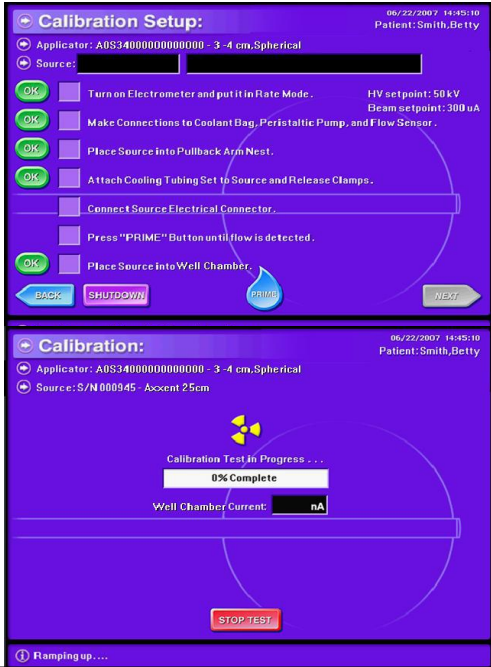 Calibration Setup:
06/22/2007 14:45:10
Patient: Smith,Betty
Applicator: A0S34000000000000 - 3 -4 cm,Spherical
Source:
OK Turn on Electrometer and put it in Rate Mode.
HV setpoint: 50 kV
Beam setpoint: 300 uA
OK Make Connections to Coolant Bag, Peristaltic Pump, and Flow Sensor.
OK Place Source into Pullback Arm Nest.
OK Attach Cooling Tubing Set to Source and Release Clamps.
Connect Source Electrical Connector.
Press "PRIME" Button until flow is detected.
OK Place Source into Well Chamber.
BACK SHUTDOWN PRIME NEXT
Calibration:
06/22/2007 14:45:10
Patient: Smith,Betty
Applicator: A0S34000000000000 - 3 -4 cm,Spherical
Source: S/N 000945 - Axxent 25cm
Calibration Test in Progress . . .
0% Complete
Well Chamber Current: nA
STOP TEST
Ramping up....